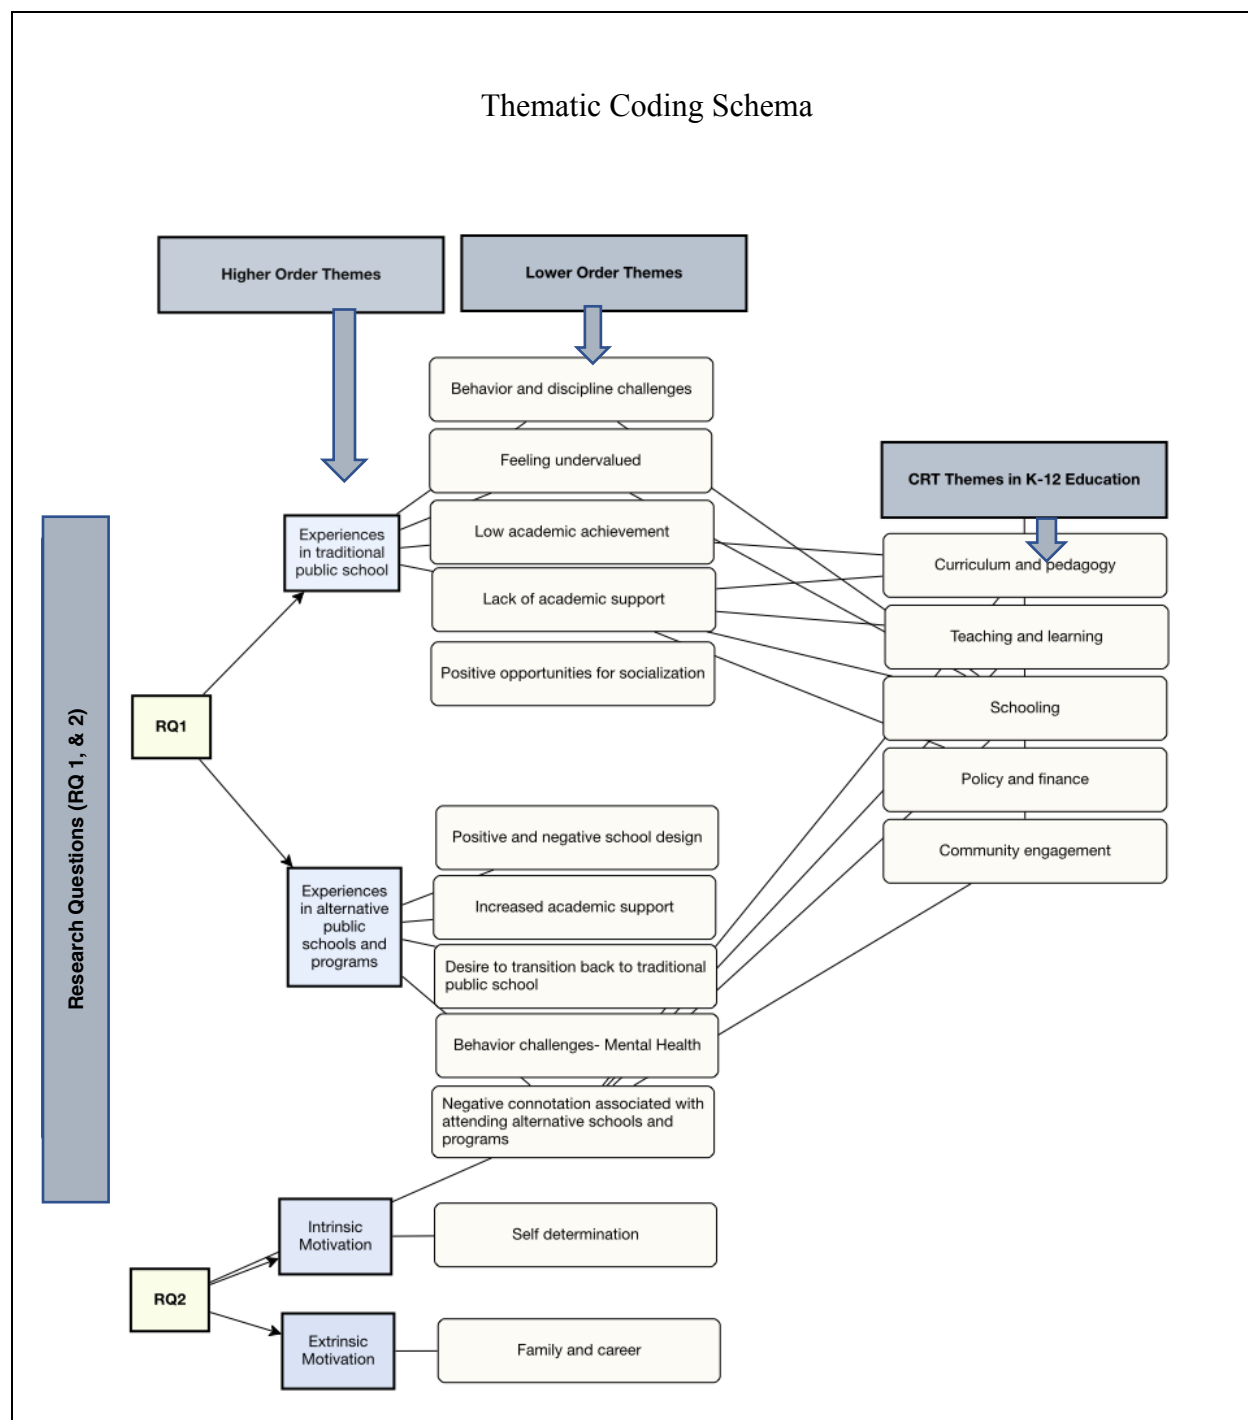 Thematic Coding Schema
Higher Order Themes
Lower Order Themes
Behavior and discipline challenges
Feeling undervalued
CRT Themes in K-12 Education
Experiences
in traditional
public school
Low academic achievement
Curriculum and pedagogy
Lack of academic support
Teaching and learning
Positive opportunities for socialization
Schooling
RQ1
Research Questions (RQ 1, & 2)
Policy and finance
Positive and negative school design
Community engagement
Experiences
in alternative
public
schools and
programs
Increased academic support
Desire to transition back to traditional
public school
Behavior challenges- Mental Health
Negative connotation associated with
attending alternative schools and
programs
Intrinsic
Motivation
Self determination
RQ2
Extrinsic
Motivation
Family and career